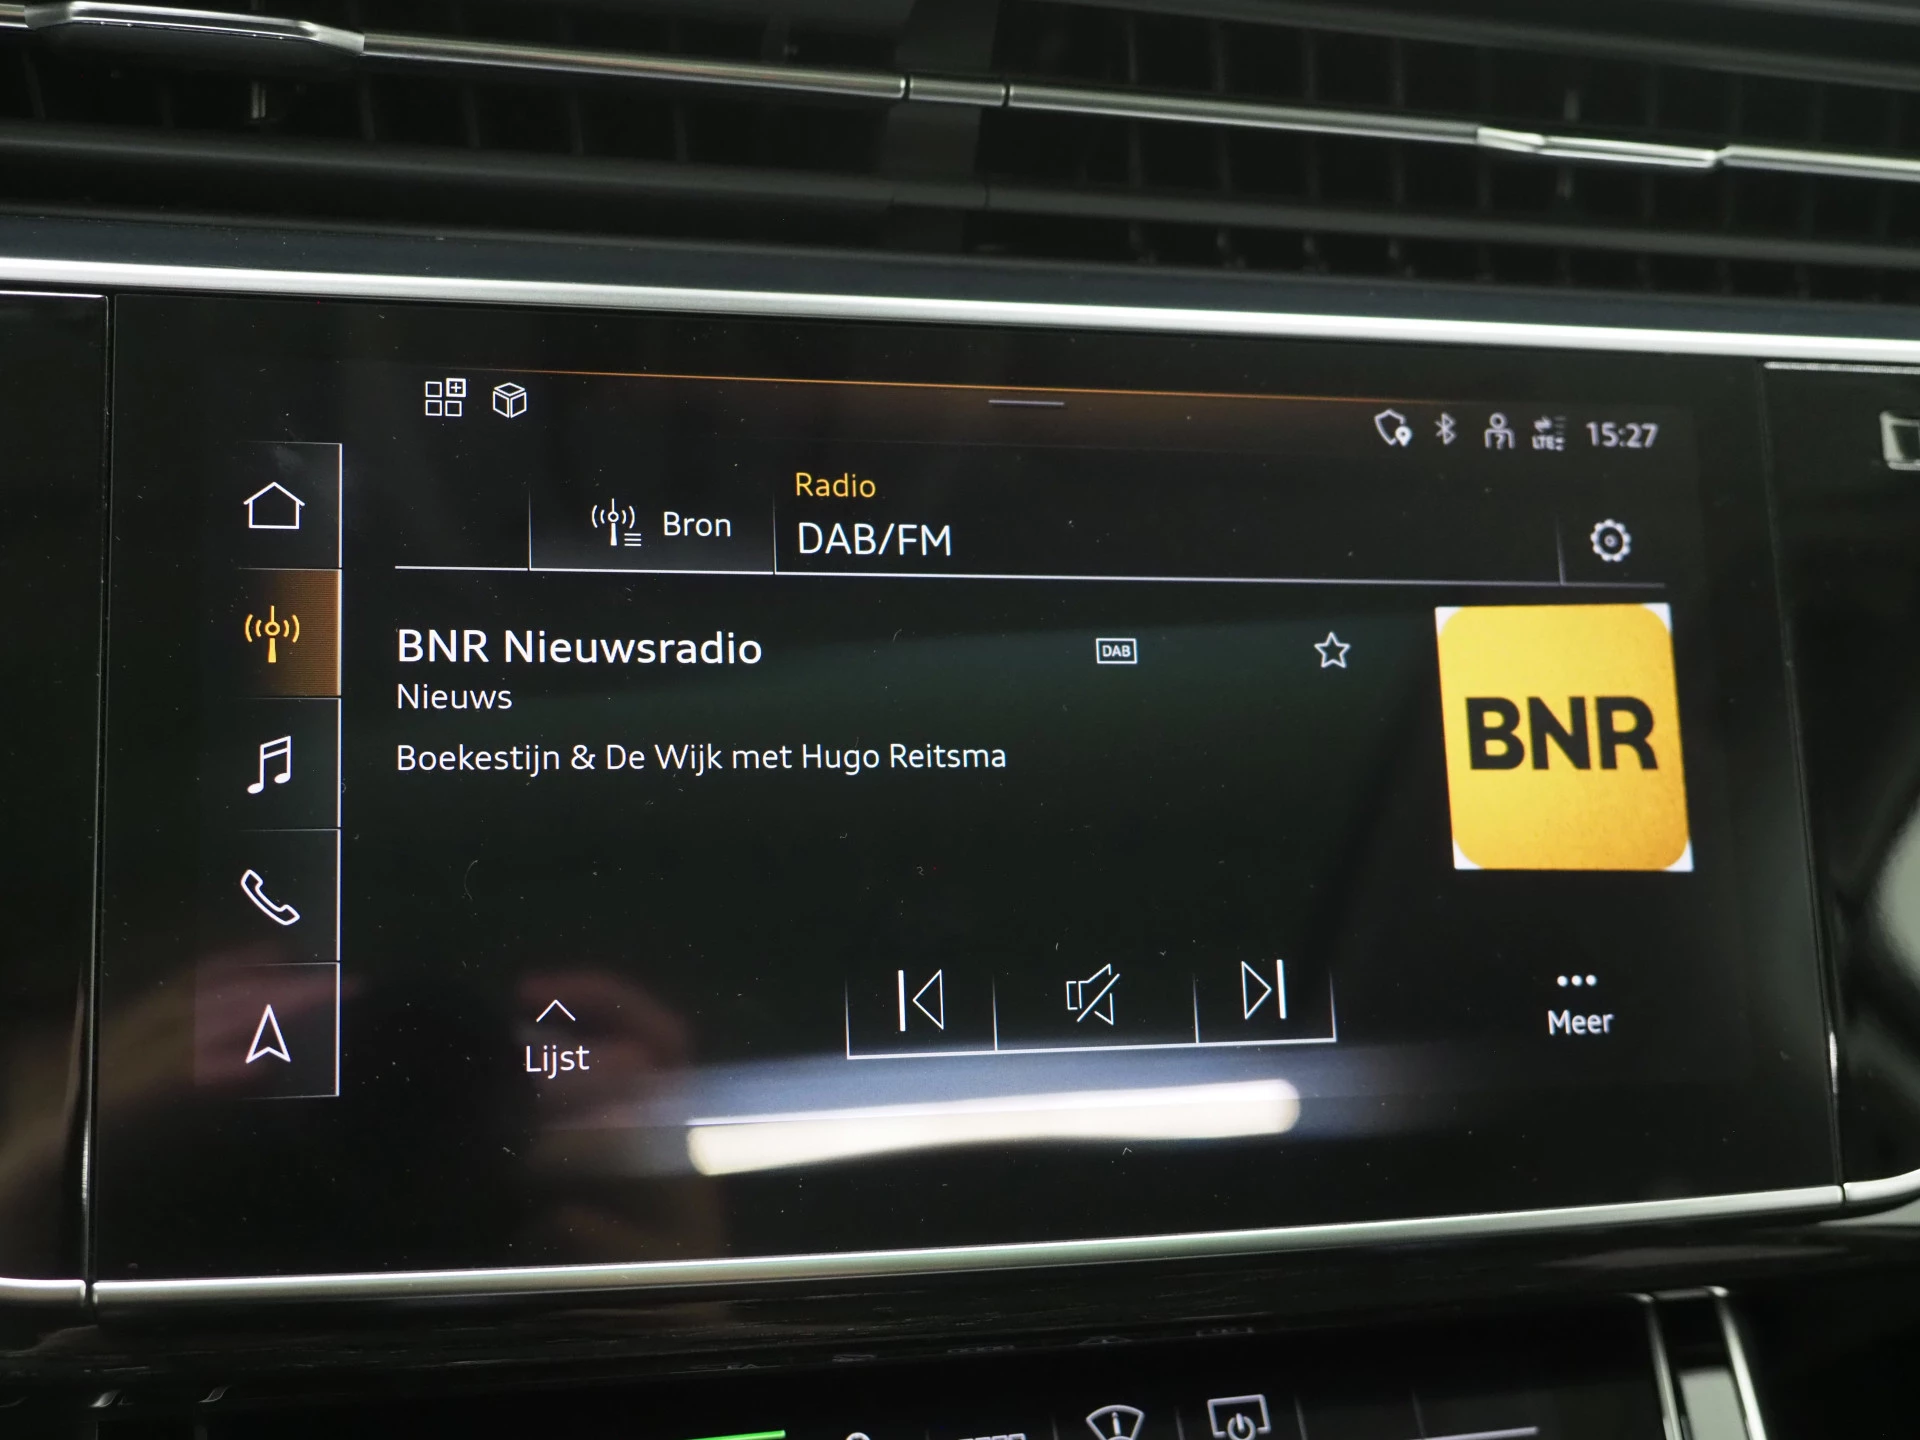 LTE
15:27
Radio
Bron
DAB/FM
BNR Nieuwsradio
DAB
Nieuws
BNR
Boekestijn & De Wijk met Hugo Reitsma
Meer
Lijst